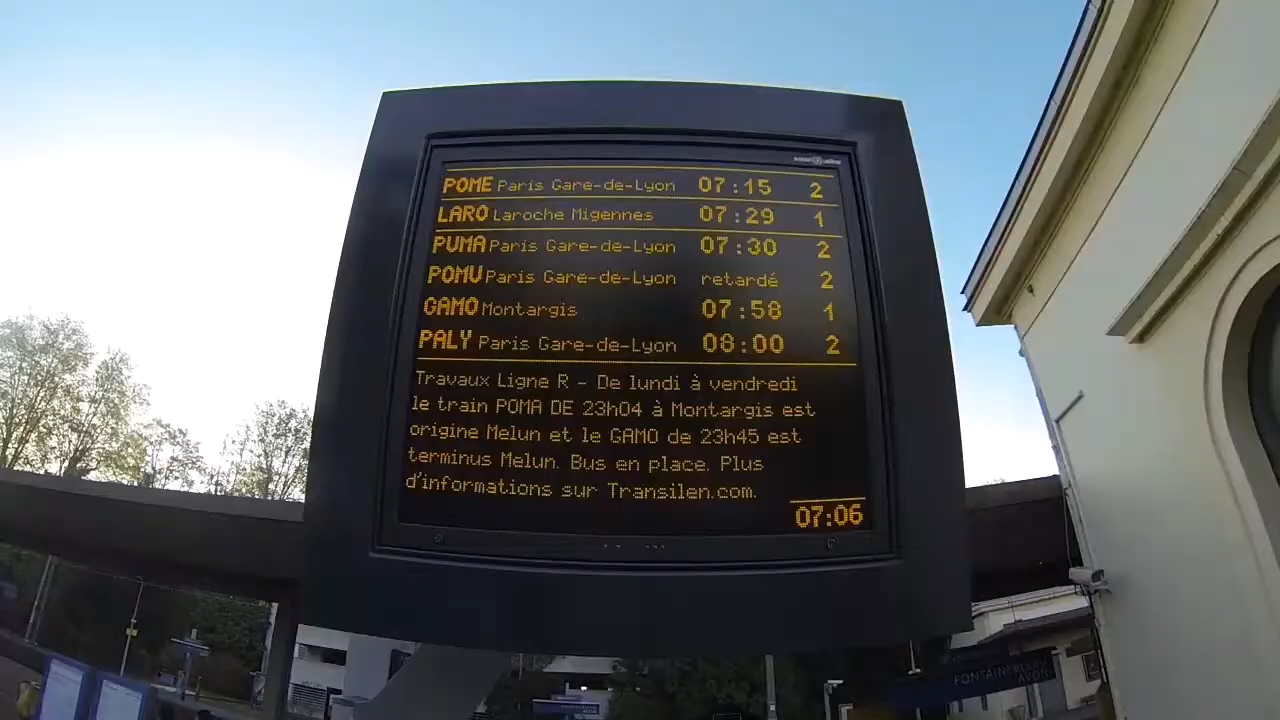 POME Paris Gare-de-Lyon 07:15 2
LARO Laroche Migennes 07:29 1
PUMA Paris Gare-de-Lyon 07:30 2
POMU Paris Gare-de-Lyon retardé 2
GAMO Montargis 07:58 1
PALY Paris Gare-de-Lyon 08:00 2
Travaux Ligne R - De lundi à vendredi
le train POMA DE 23h04 à Montargis est
origine Melun et le GAMO de 23h45 est
terminus Melun. Bus en place. Plus
d'informations sur Transilen.com.
07:06
FONTAINEBLEAU
AVON